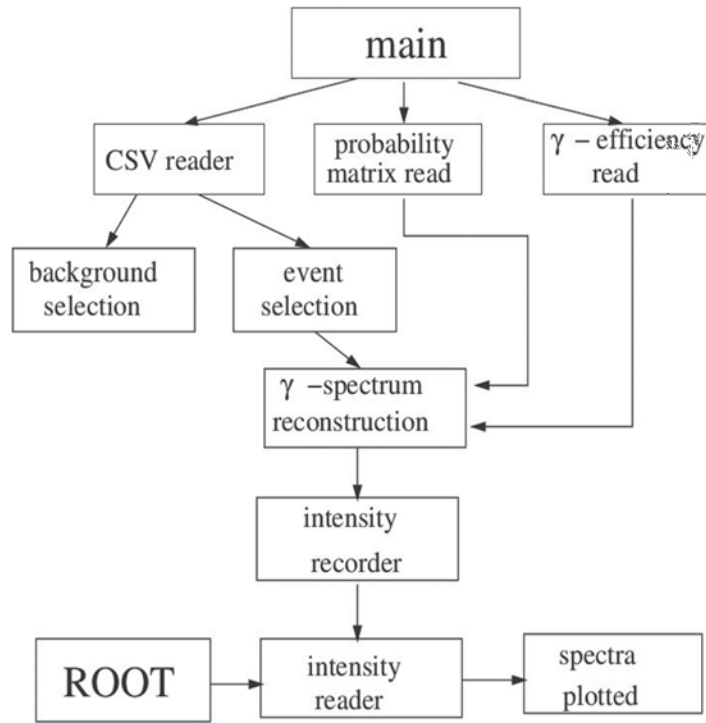 main
CSV reader
probability
matrix read
γ – efficiency
read
background
selection
event
selection
γ –spectrum
reconstruction
intensity
recorder
ROOT
intensity
reader
spectra
plotted